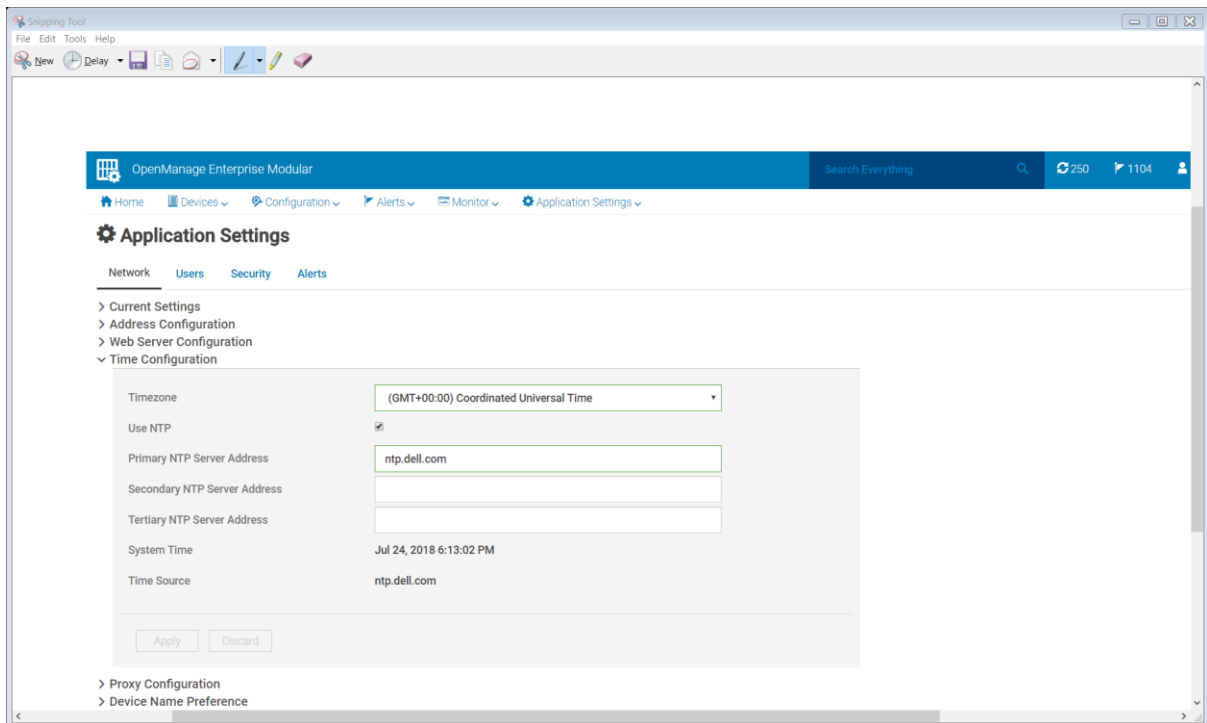 Snipping Tool
File Edit Tools Help
New Delay
OpenManage Enterprise Modular Search Everything 250 1104
Home Devices Configuration Alerts Monitor Application Settings
Application Settings
Network Users Security Alerts
Current Settings
Address Configuration
Web Server Configuration
Time Configuration
Timezone (GMT+00:00) Coordinated Universal Time
Use NTP
Primary NTP Server Address ntp.dell.com
Secondary NTP Server Address
Tertiary NTP Server Address
System Time Jul 24, 2018 6:13:02 PM
Time Source ntp.dell.com
Apply Discard
Proxy Configuration
Device Name Preference